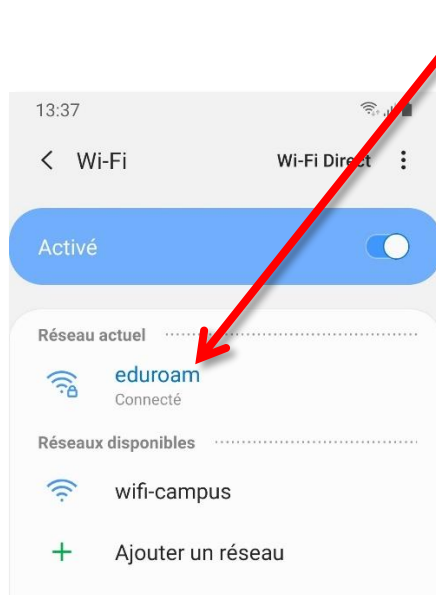 13:37
Wi-Fi Wi-Fi Direct
Activé
Réseau actuel
eduroam
Connecté
Réseaux disponibles
wifi-campus
Ajouter un réseau